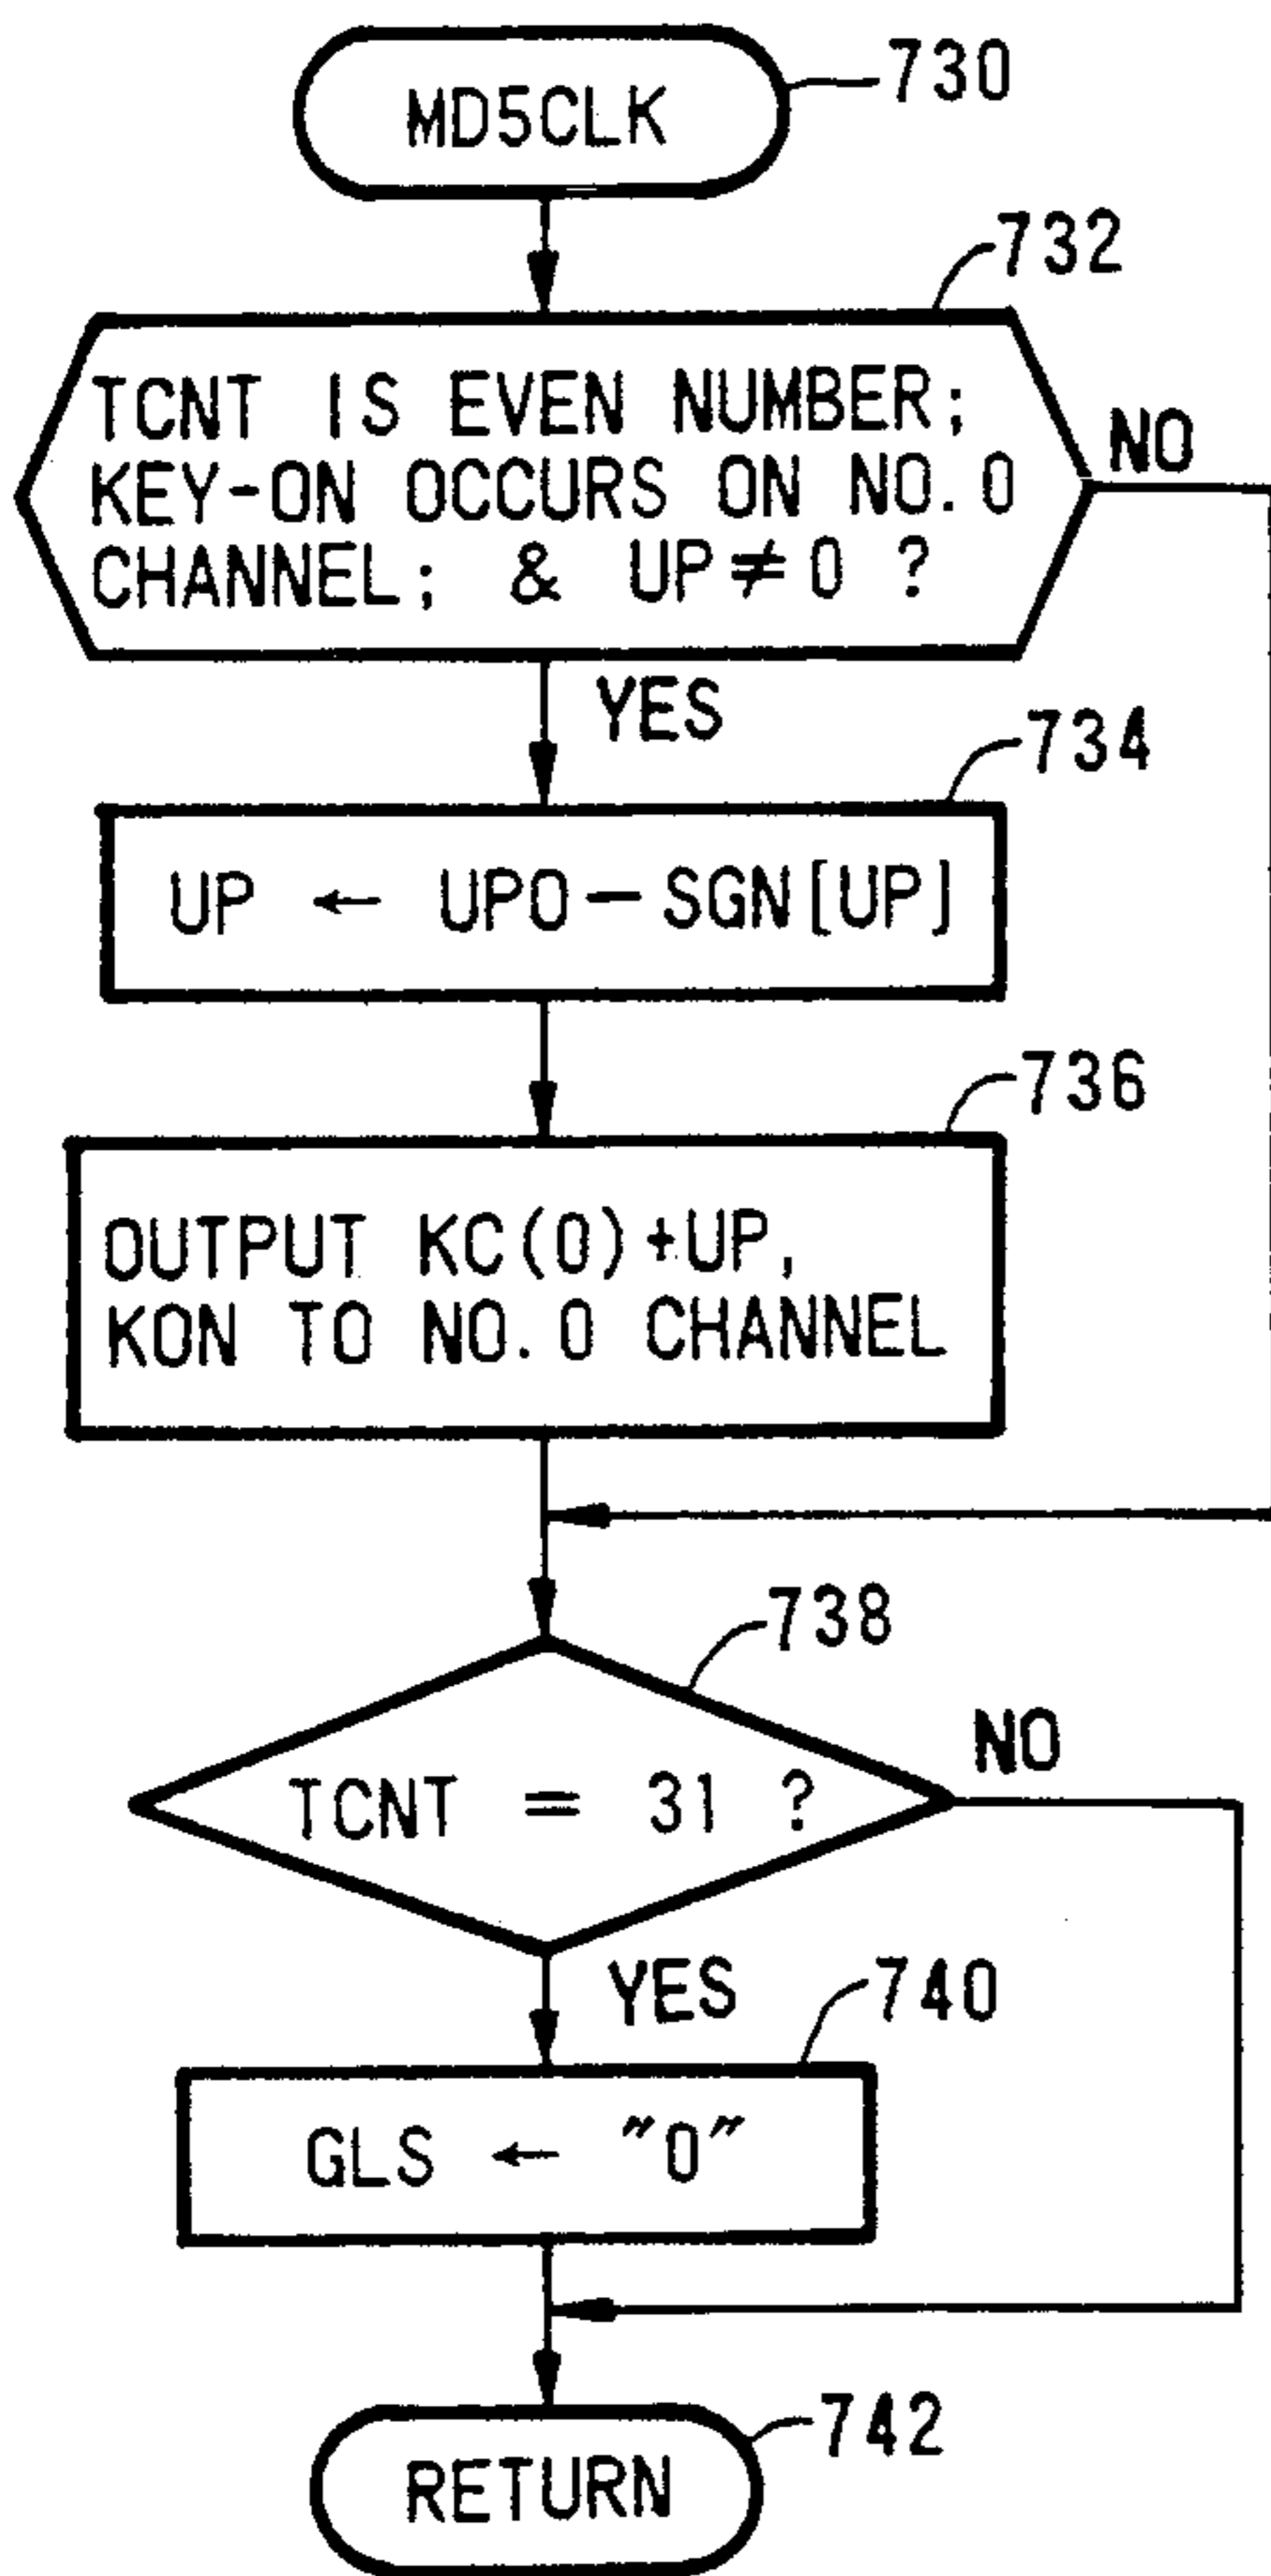 MD5CLK
730
732
TCNT IS EVEN NUMBER;
KEY-ON OCCURS ON NO.0
CHANNEL; & UP≠0 ?
NO
YES
734
UP ← UP0-SGN[UP]
736
OUTPUT KC(0)+UP,
KON TO NO.0 CHANNEL
738
TCNT = 31 ?
NO
YES
740
GLS ← "0"
RETURN
742